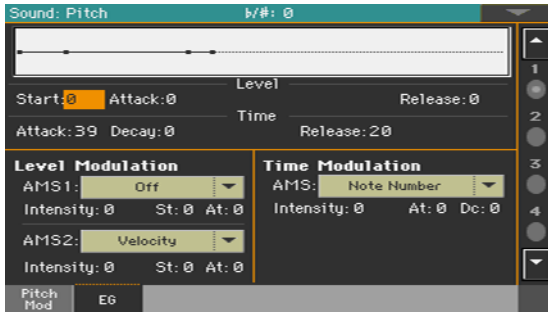 Sound: Pitch ♭/#: 0
Level
Start:0 Attack:0 Release:0
Time
Attack:39 Decay:0 Release:20
Level Modulation Time Modulation
AMS1: Off AMS: Note Number
Intensity:0 St:0 At:0 Intensity:0 At:0 Dc:0
AMS2: Velocity
Intensity:0 St:0 At:0
1
2
3
4
Pitch Mod EG